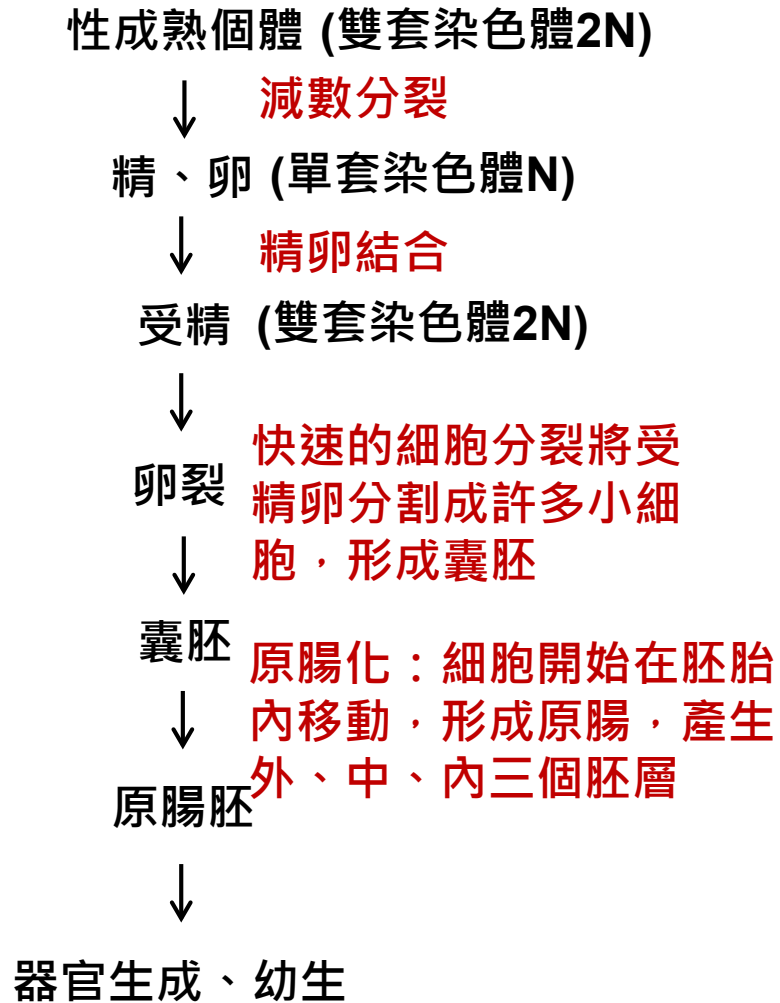 性成熟個體 (雙套染色體2N)
↓ 減數分裂
精、卵 (單套染色體N)
↓ 精卵結合
受精 (雙套染色體2N)
↓
卵裂
快速的細胞分裂將受
精卵分割成許多小細
胞，形成囊胚
↓
囊胚
原腸化：細胞開始在胚胎
內移動，形成原腸，產生
外、中、內三個胚層
↓
原腸胚
↓
器官生成、幼生